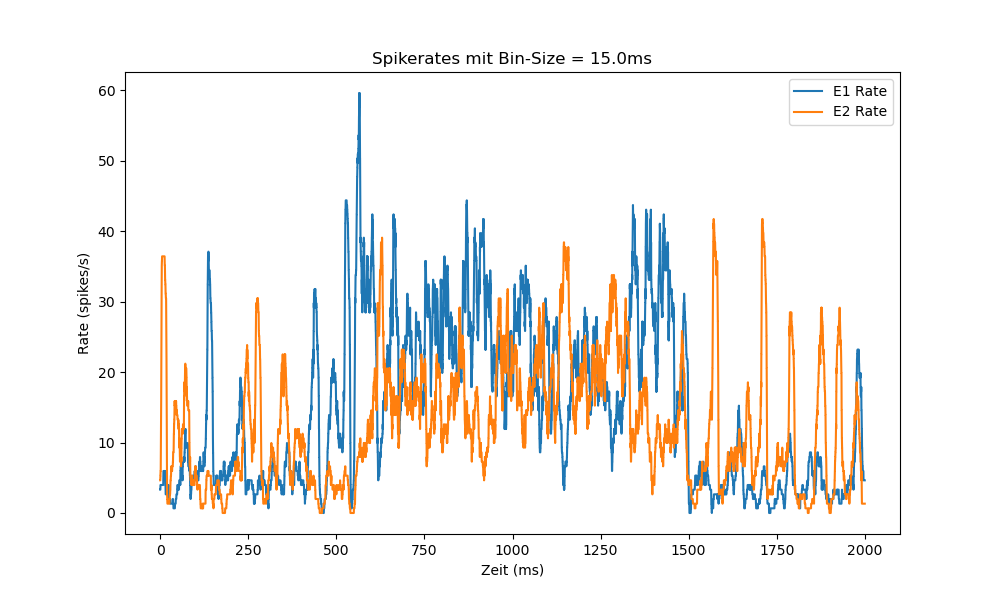 Spikerates mit Bin-Size = 15.0ms
E1 Rate
E2 Rate
60
50
40
30
20
10
0
Rate (spikes/s)
0 250 500 750 1000 1250 1500 1750 2000
Zeit (ms)